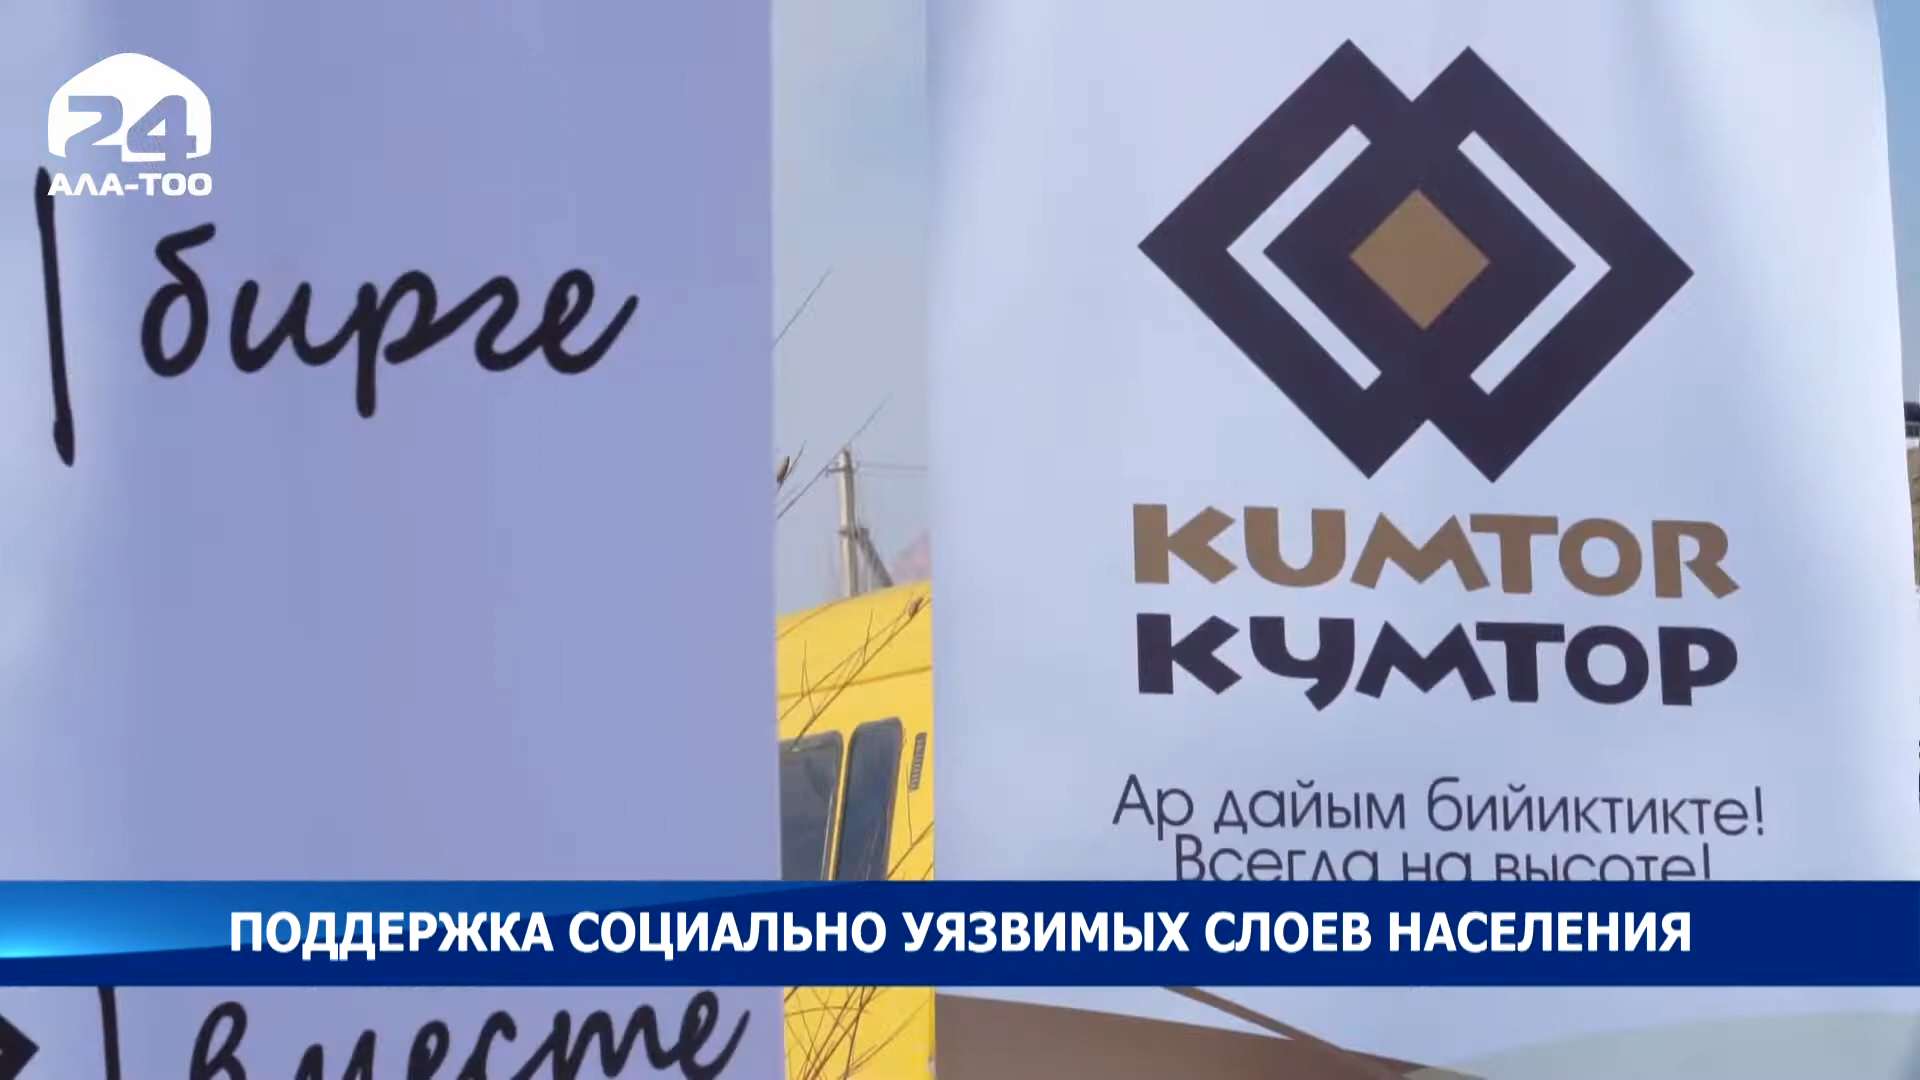 24
АЛА-ТОО
бирге
KUMTOR
КУМТОР
Ар дайым бийиктикте!
Всегда на высоте!
ПОДДЕРЖКА СОЦИАЛЬНО УЯЗВИМЫХ СЛОЕВ НАСЕЛЕНИЯ
вместе